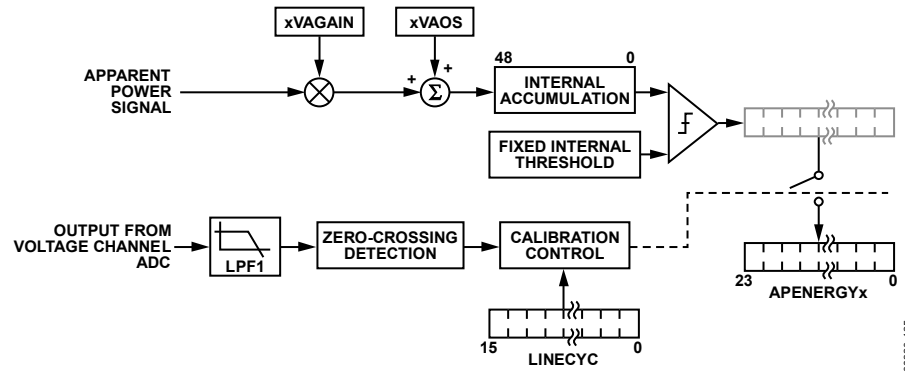 xVAGAIN
xVAOS
APPARENT
POWER
SIGNAL
+
+
Σ
48
0
INTERNAL
ACCUMULATION
FIXED INTERNAL
THRESHOLD
OUTPUT FROM
VOLTAGE CHANNEL
ADC
LPF1
ZERO-CROSSING
DETECTION
CALIBRATION
CONTROL
15
0
LINECYC
23
0
APENERGYx